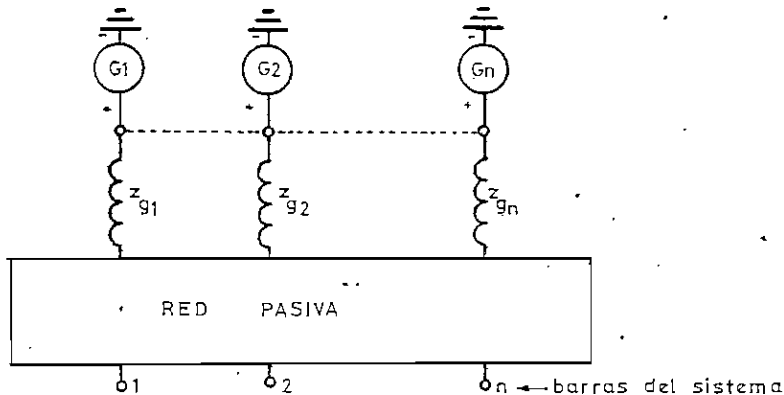 G1 G2 Gn
- - -
+ + +
zg1 zg2 zgn
RED PASIVA
1 2 n ← barras del sistema